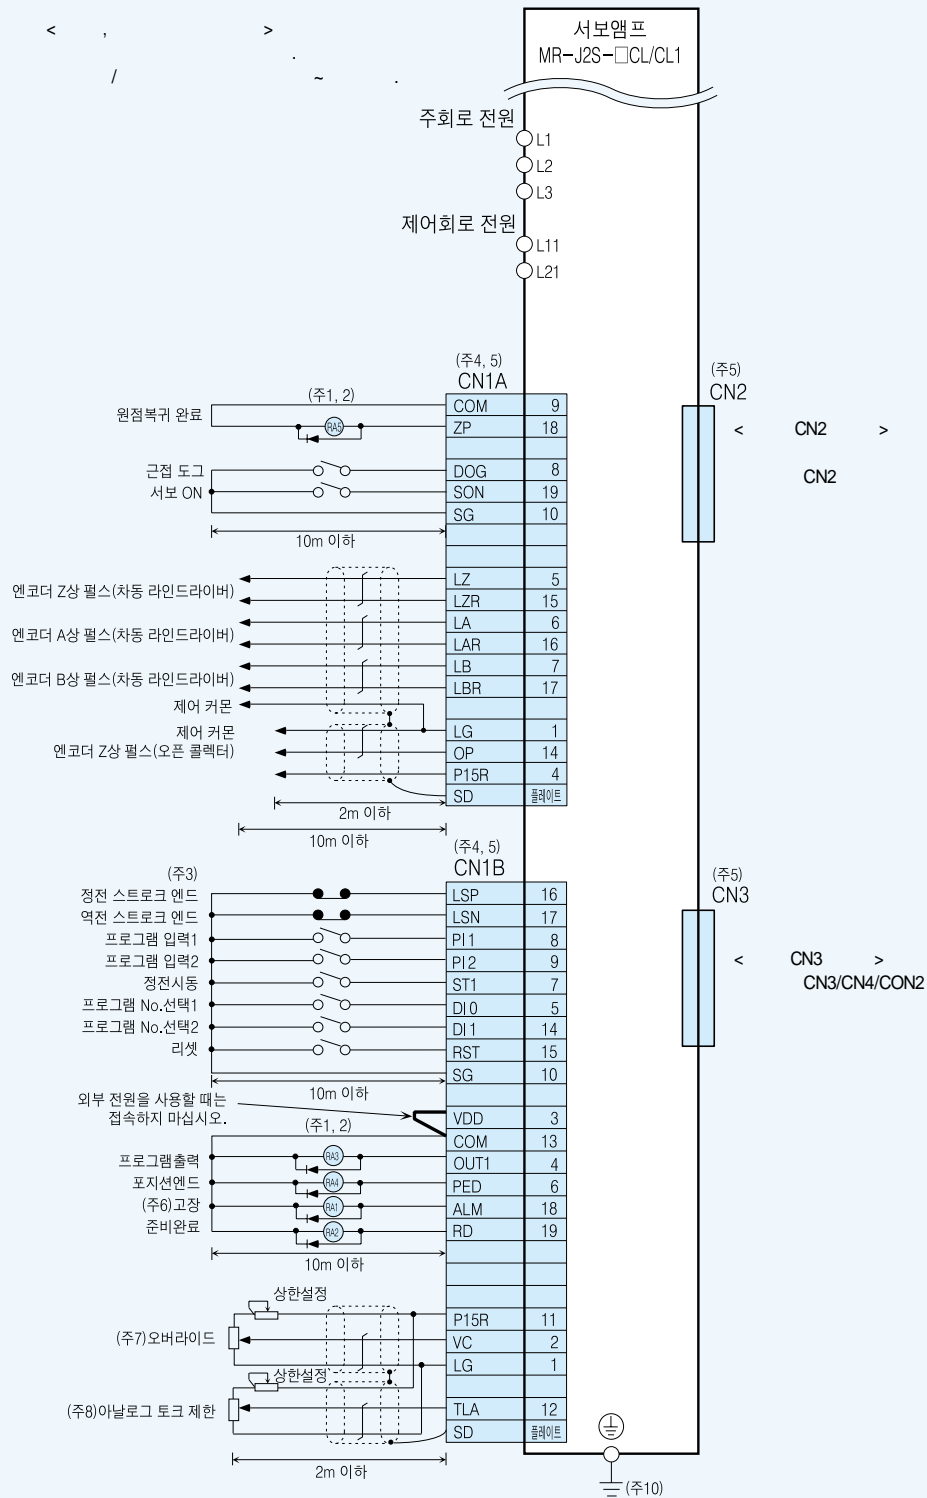 < , >
.
/ ~ .
서보앰프
MR-J2S-□CL/CL1
주회로 전원
L1
L2
L3
제어회로 전원
L11
L21
(주4, 5)
CN1A
(주1, 2)
원점복귀 완료
COM 9
RA5
ZP 18
근접 도그
DOG 8
서보 ON
SON 19
SG 10
10m 이하
(주5)
CN2
< CN2 >
CN2
엔코더 Z상 펄스(차동 라인드라이버)
LZ 5
LZR 15
엔코더 A상 펄스(차동 라인드라이버)
LA 6
LAR 16
엔코더 B상 펄스(차동 라인드라이버)
LB 7
LBR 17
제어 커몬
제어 커몬
LG 1
엔코더 Z상 펄스(오픈 콜렉터)
OP 14
P15R 4
SD 플레이트
2m 이하
10m 이하
(주4, 5)
CN1B
(주3)
정전 스트로크 엔드
LSP 16
역전 스트로크 엔드
LSN 17
프로그램 입력1
PI1 8
프로그램 입력2
PI2 9
정전시동
ST1 7
프로그램 No.선택1
DI0 5
프로그램 No.선택2
DI1 14
리셋
RST 15
SG 10
10m 이하
(주5)
CN3
< CN3 >
CN3/CN4/CON2
외부 전원을 사용할 때는
접속하지 마십시오.
VDD 3
(주1, 2)
COM 13
프로그램출력
RA3
OUT1 4
포지션엔드
RA4
PED 6
(주6)고장
RA1
ALM 18
준비완료
RA2
RD 19
10m 이하
상한설정
P15R 11
(주7)오버라이드
VC 2
LG 1
상한설정
(주8)아날로그 토크 제한
TLA 12
SD 플레이트
2m 이하
(주10)